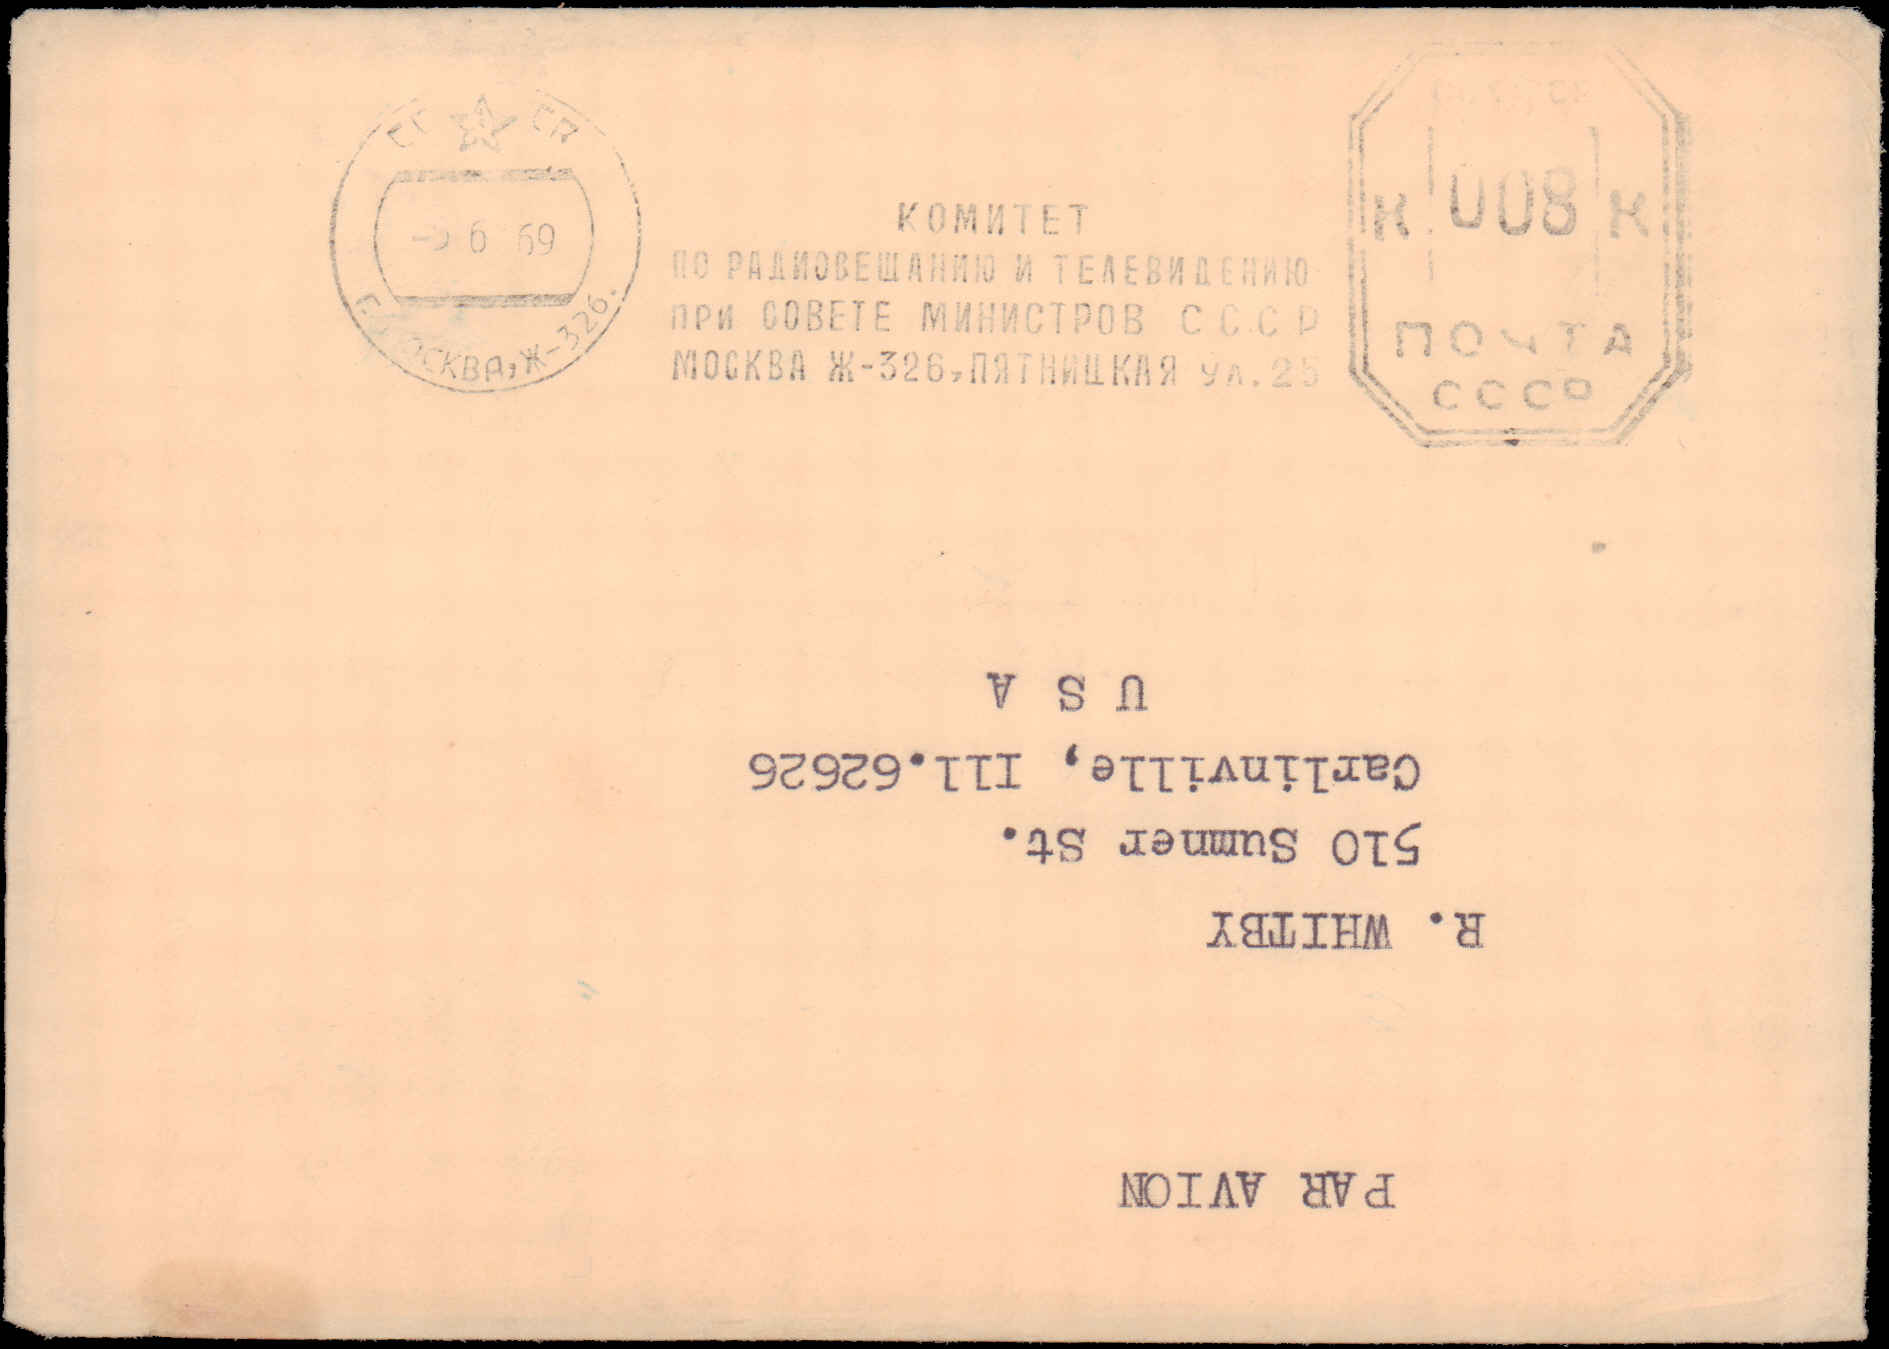 6 69
МОСКВА, Ж-326.
КОМИТЕТ
ПО РАДИОВЕЩАНИЮ И ТЕЛЕВИДЕНИЮ
ПРИ СОВЕТЕ МИНИСТРОВ СССР
МОСКВА Ж-326, ПЯТНИЦКАЯ УЛ. 25
К 008 К
ПОЧТА
СССР
PAR AVION
R. WHITBY
510 Sumner St.
Carlinville, Ill.62626
U S A